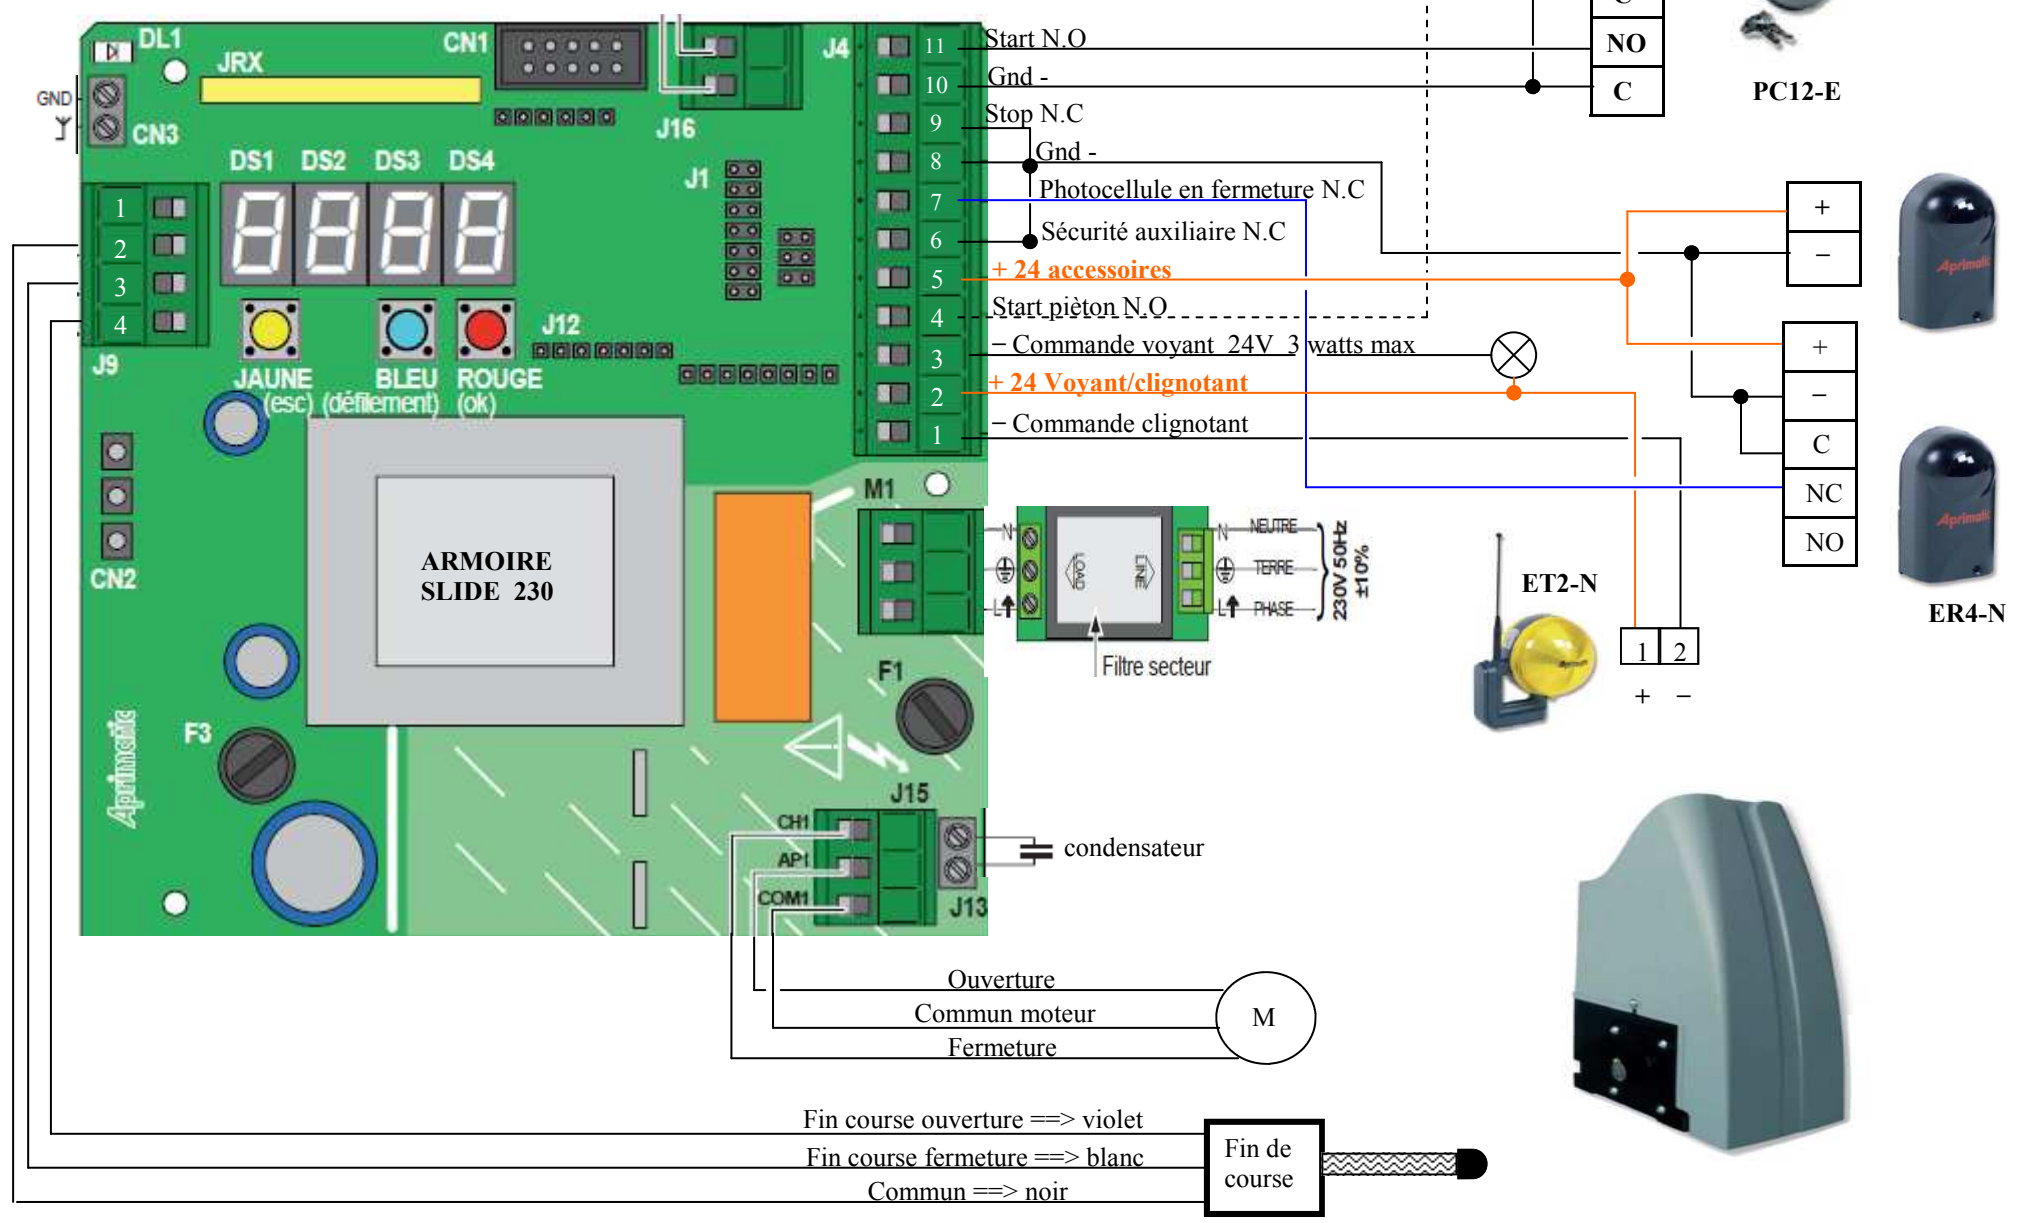 DL1
JRX
CN1
J4
11
Start N.O
NO
GND
10
Gnd -
C
PC12-E
CN3
J16
9
Stop N.C
DS1 DS2 DS3 DS4
J1
8
Gnd -
1
7
Photocellule en fermeture N.C
+
2
6
Sécurité auxiliaire N.C
−
Aprimatic
3
5
+ 24 accessoires
4
4
Start pièton N.O
J12
J9
3
− Commande voyant 24V 3 watts max
+
JAUNE
(esc)
BLEU
(défilement)
ROUGE
(ok)
2
+ 24 Voyant/clignotant
−
1
− Commande clignotant
C
M1
NC
Aprimatic
NO
ER4-N
CN2
ARMOIRE
SLIDE 230
N
LOAD
LINE
N NEUTRE
TERRE
L
L PHASE
230V 50Hz
±10%
Filtre secteur
ET2-N
Aprimatic
1 2
+ −
F1
F3
Aprimatic
J15
CH1
AP1
COM1
condensateur
J13
Ouverture
Commun moteur
M
Fermeture
Fin course ouverture ==> violet
Fin course fermeture ==> blanc
Commun ==> noir
Fin de
course